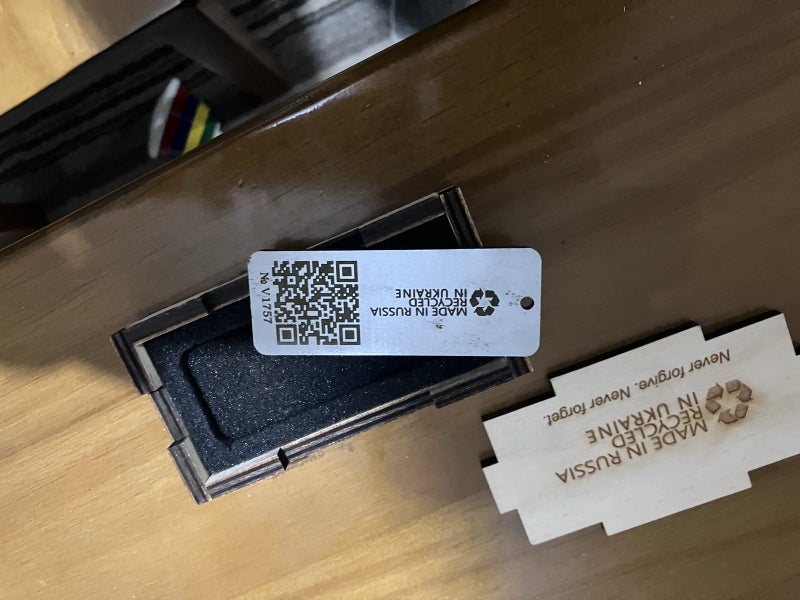 MADE IN RUSSIA
RECYCLED
IN UKRAINE
№ V1757
MADE IN RUSSIA
RECYCLED
IN UKRAINE
Never forgive. Never forget.